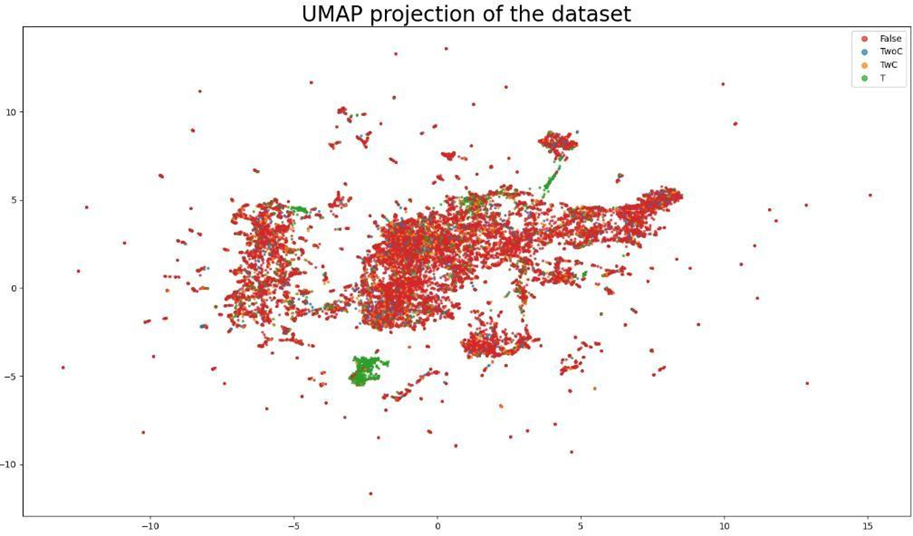 UMAP projection of the dataset
False
TwoC
TwC
T
10
5
0
−5
−10
−10
−5
0
5
10
15